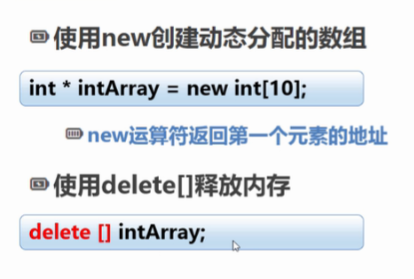 使用new创建动态分配的数组
int * intArray = new int[10];
new运算符返回第一个元素的地址
使用delete[]释放内存
delete [] intArray;